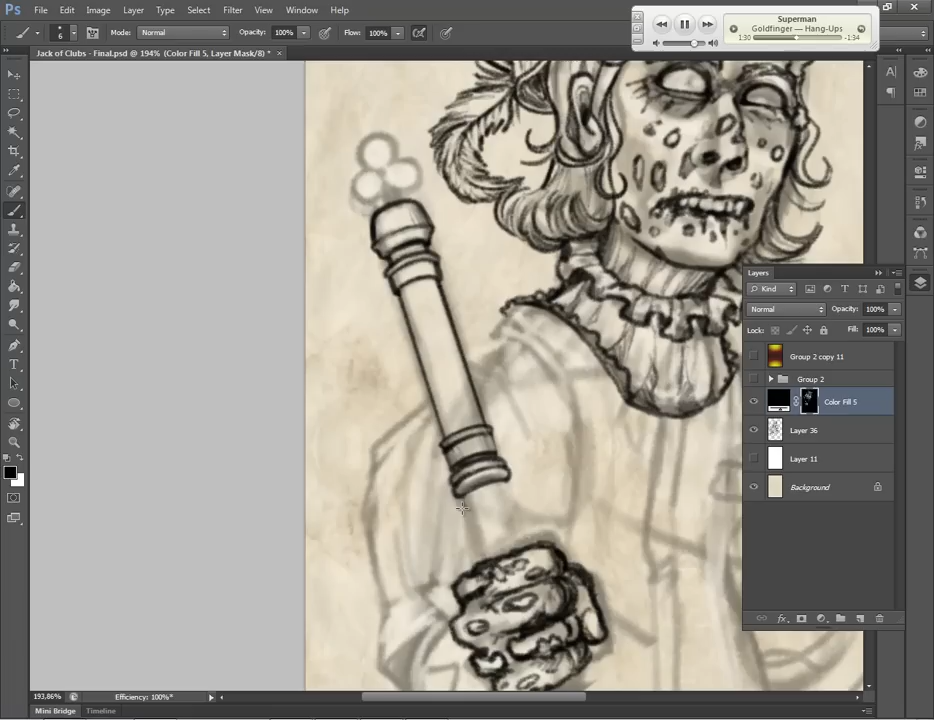 Ps File Edit Image Layer Type Select Filter View Window Help
6 Mode: Normal Opacity: 100% Flow: 100%
Superman
Goldfinger — Hang-Ups
1:30 -1:34
Jack of Clubs - Final.psd @ 194% (Color Fill 5, Layer Mask/8) * ×
Layers
Kind
Normal Opacity: 100%
Lock: Fill: 100%
Group 2 copy 11
Group 2
Color Fill 5
Layer 36
Layer 11
Background
fx
193,86% Efficiency: 100%*
Mini Bridge Timeline